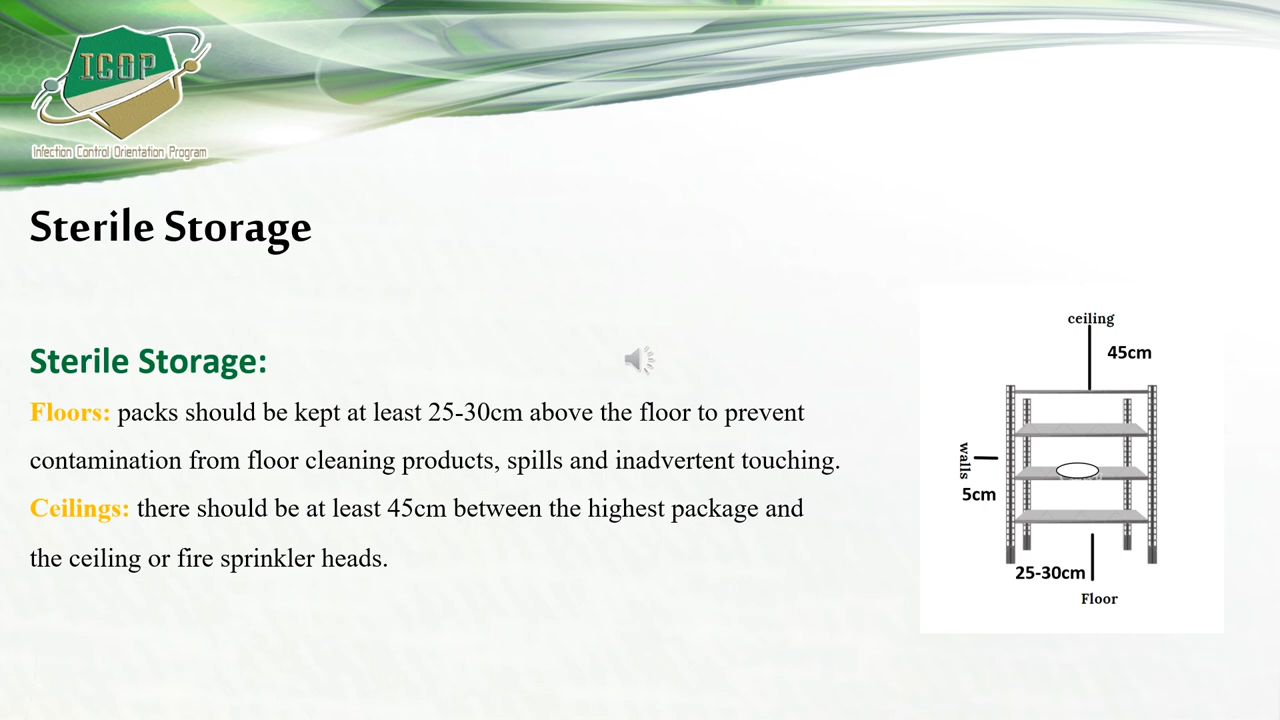 ICOP
Infection Control Orientation Program
Sterile Storage
Sterile Storage:
Floors: packs should be kept at least 25-30cm above the floor to prevent
contamination from floor cleaning products, spills and inadvertent touching.
Ceilings: there should be at least 45cm between the highest package and
the ceiling or fire sprinkler heads.
ceiling
45cm
walls
5cm
25-30cm
Floor